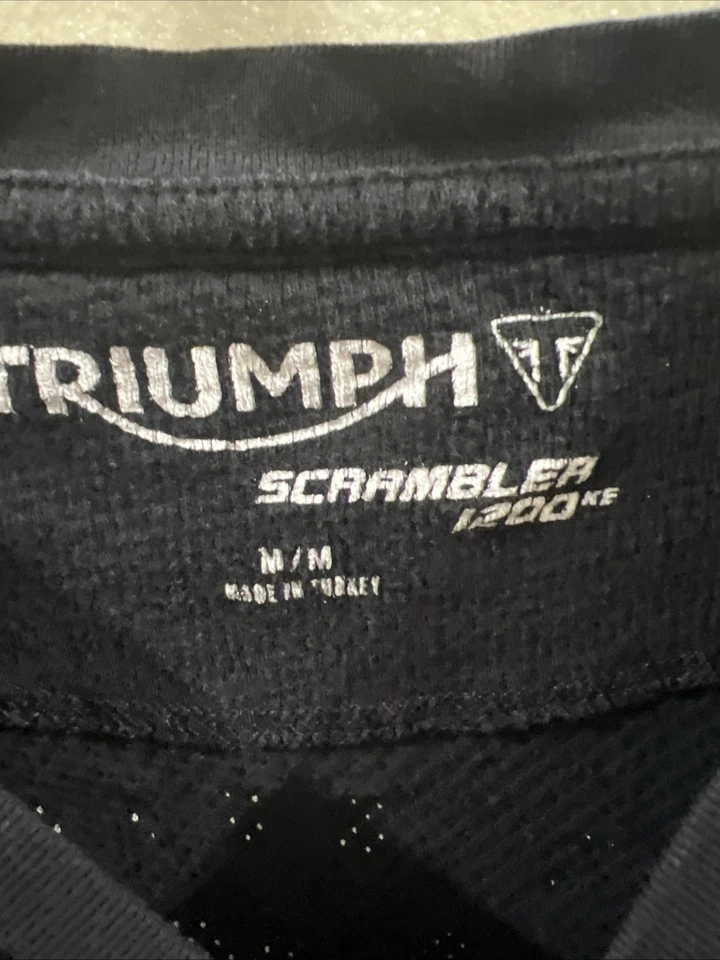 TRIUMPH
SCRAMBLER
1200 XE
M/M
MADE IN TURKEY